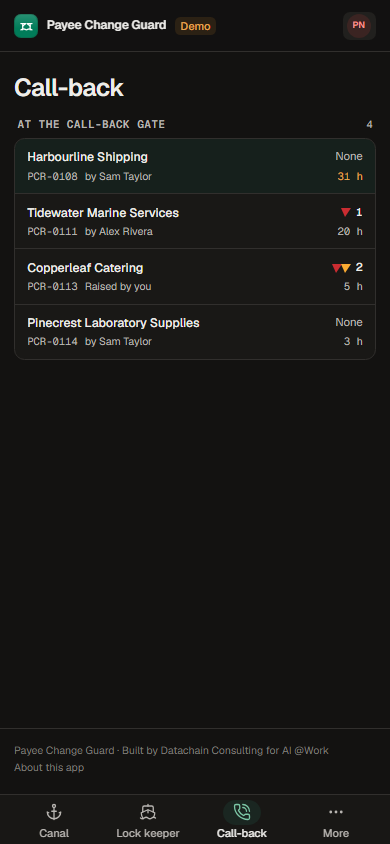 Payee Change Guard Demo PN
Call-back
AT THE CALL-BACK GATE 4
Harbourline Shipping None
PCR-0108 by Sam Taylor 31 h
Tidewater Marine Services 1
PCR-0111 by Alex Rivera 20 h
Copperleaf Catering 2
PCR-0113 Raised by you 5 h
Pinecrest Laboratory Supplies None
PCR-0114 by Sam Taylor 3 h
Payee Change Guard · Built by Datachain Consulting for AI @Work
About this app
Canal Lock keeper Call-back More